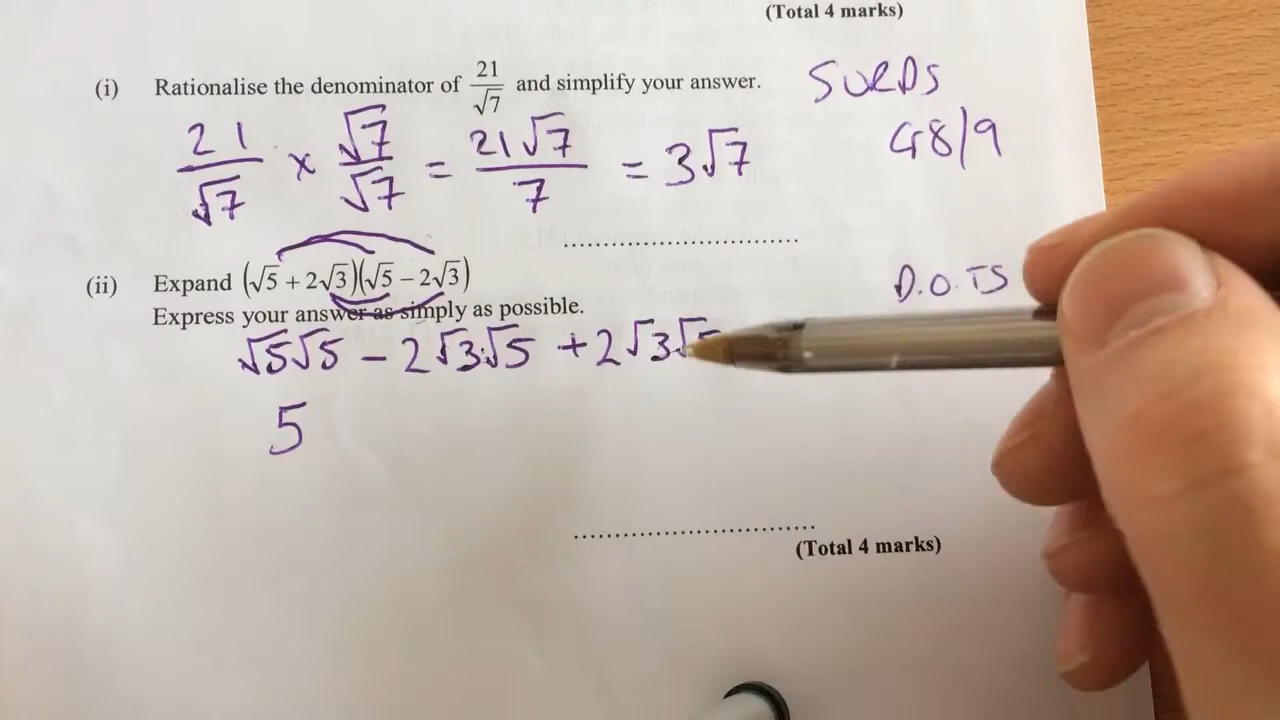 (Total 4 marks)
(i) Rationalise the denominator of 21/√7 and simplify your answer.
SURDS
G8/9
21/√7 × √7/√7 = 21√7/7 = 3√7
(ii) Expand (√5 + 2√3)(√5 − 2√3)
D.O.TS
Express your answer as simply as possible.
√5√5 − 2√3√5 + 2√3√5
5
(Total 4 marks)